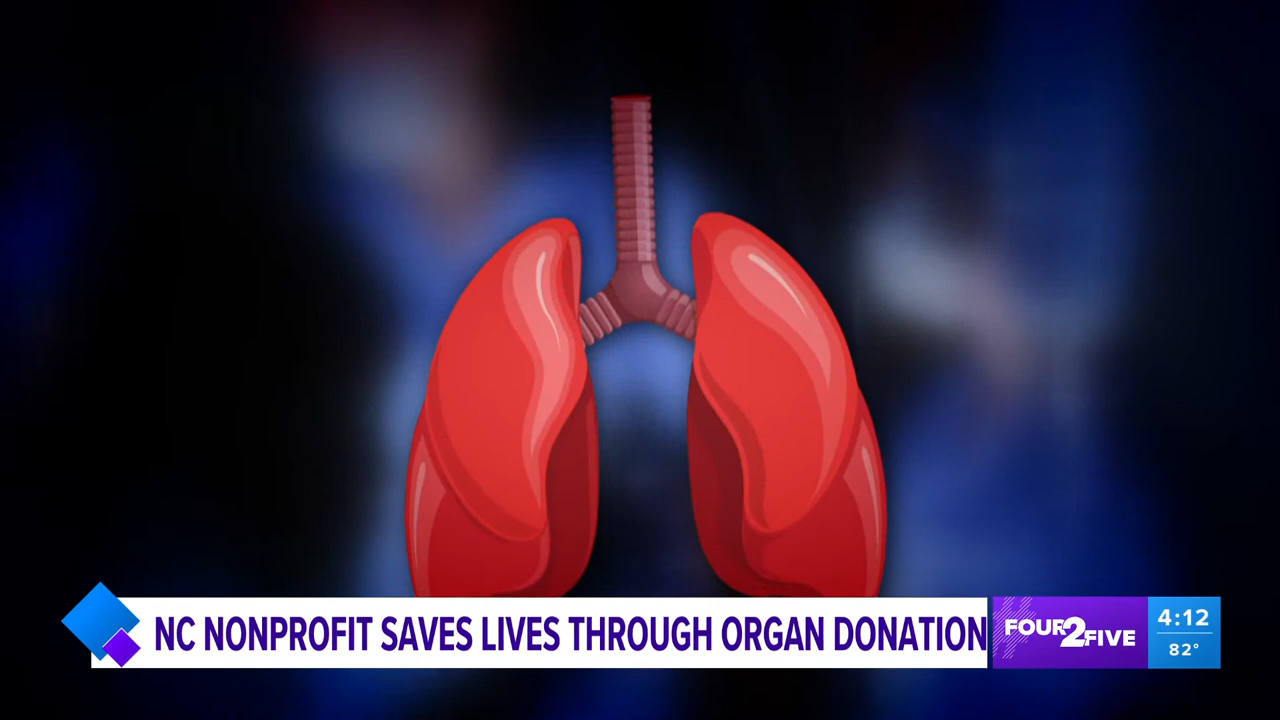 NC NONPROFIT SAVES LIVES THROUGH ORGAN DONATION
#FOUR2FIVE
4:12
82°